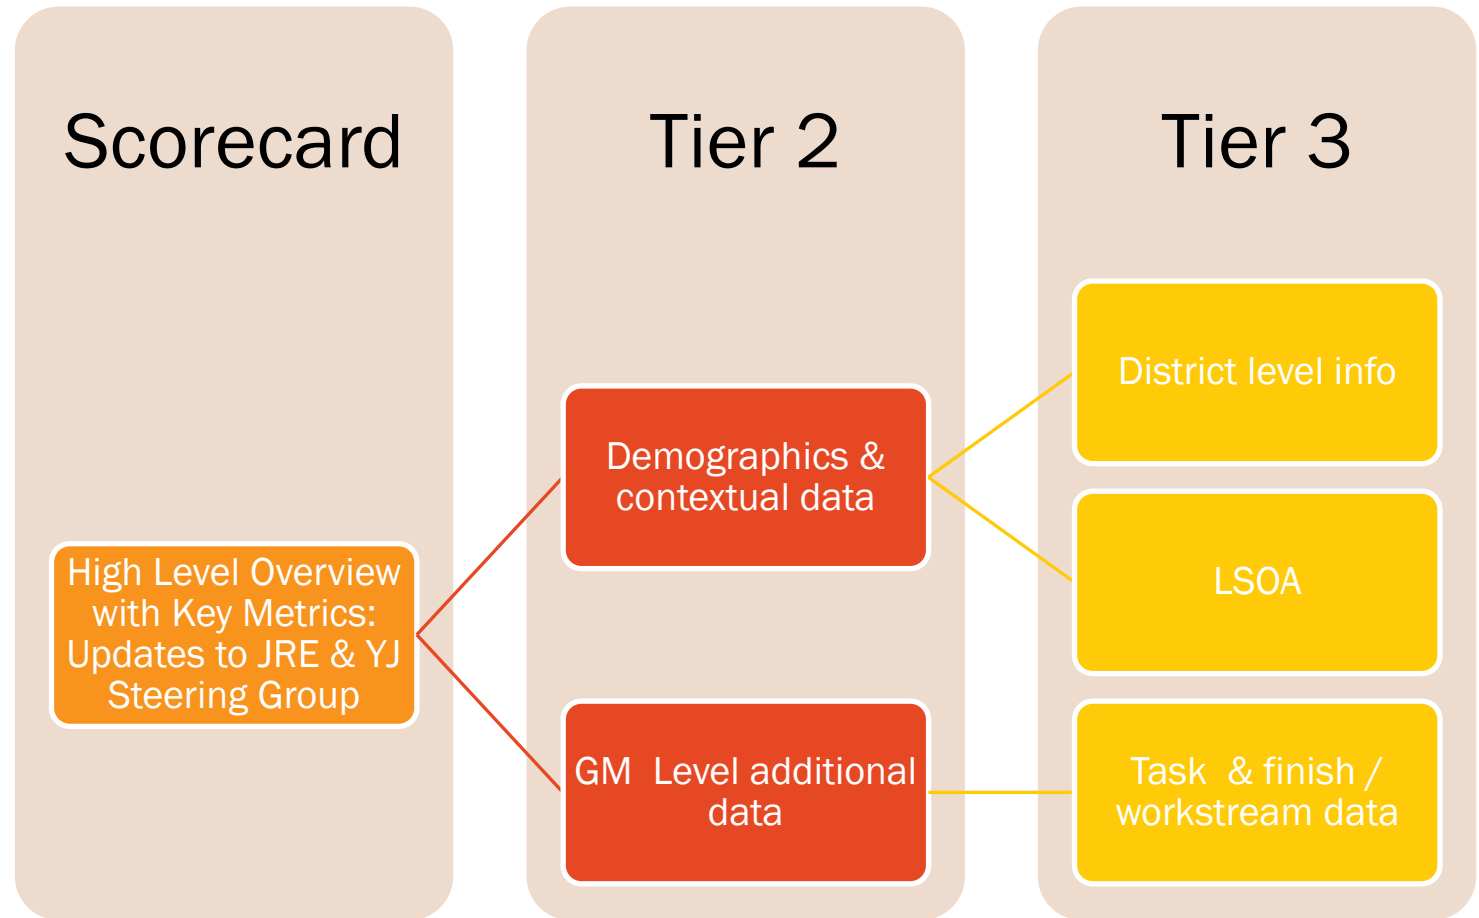 Scorecard
High Level Overview
with Key Metrics:
Updates to JRE & YJ
Steering Group
Tier 2
Demographics &
contextual data
GM  Level additional
data
Tier 3
District level info
LSOA
Task  & finish /
workstream data